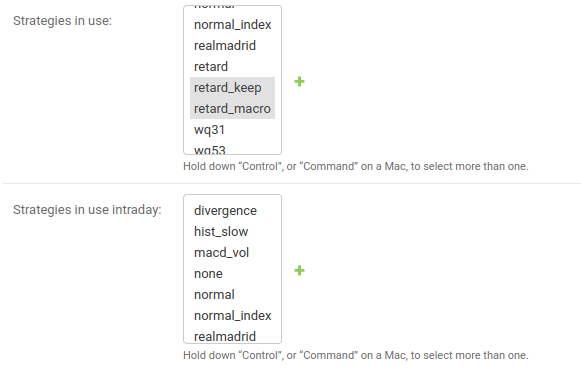 Strategies in use:
normal
normal_index
realmadrid
retard
retard_keep
retard_macro
wq31
wq53
Hold down “Control”, or “Command” on a Mac, to select more than one.
Strategies in use intraday:
divergence
hist_slow
macd_vol
none
normal
normal_index
realmadrid
Hold down “Control”, or “Command” on a Mac, to select more than one.